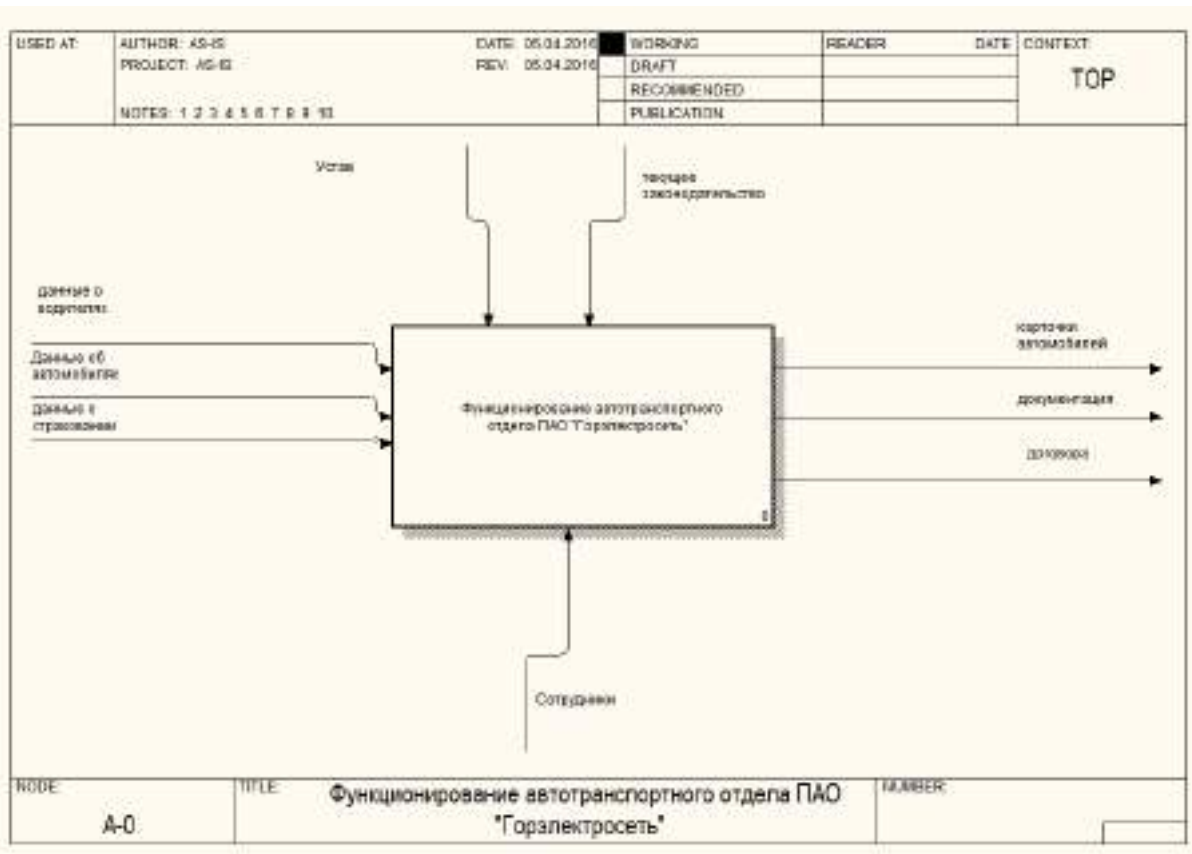 USED AT:
AUTHOR: AS-IS
DATE: 05.04.2016
WORKING
READER
DATE
CONTEXT:
PROJECT: AS-IS
REV: 05.04.2016
DRAFT
TOP
RECOMMENDED
NOTES: 1 2 3 4 5 6 7 8 9 10
PUBLICATION
Устав
текущее
законодательство
данные о
водителях
Данные об
автомобилях
данные о
страховании
Функционирование автотранспортного
отдела ПАО "Горэлектросеть"
0
карточки
автомобилей
документация
договора
Сотрудники
NODE:
TITLE:
NUMBER:
A-0
Функционирование автотранспортного отдела ПАО
"Горэлектросеть"